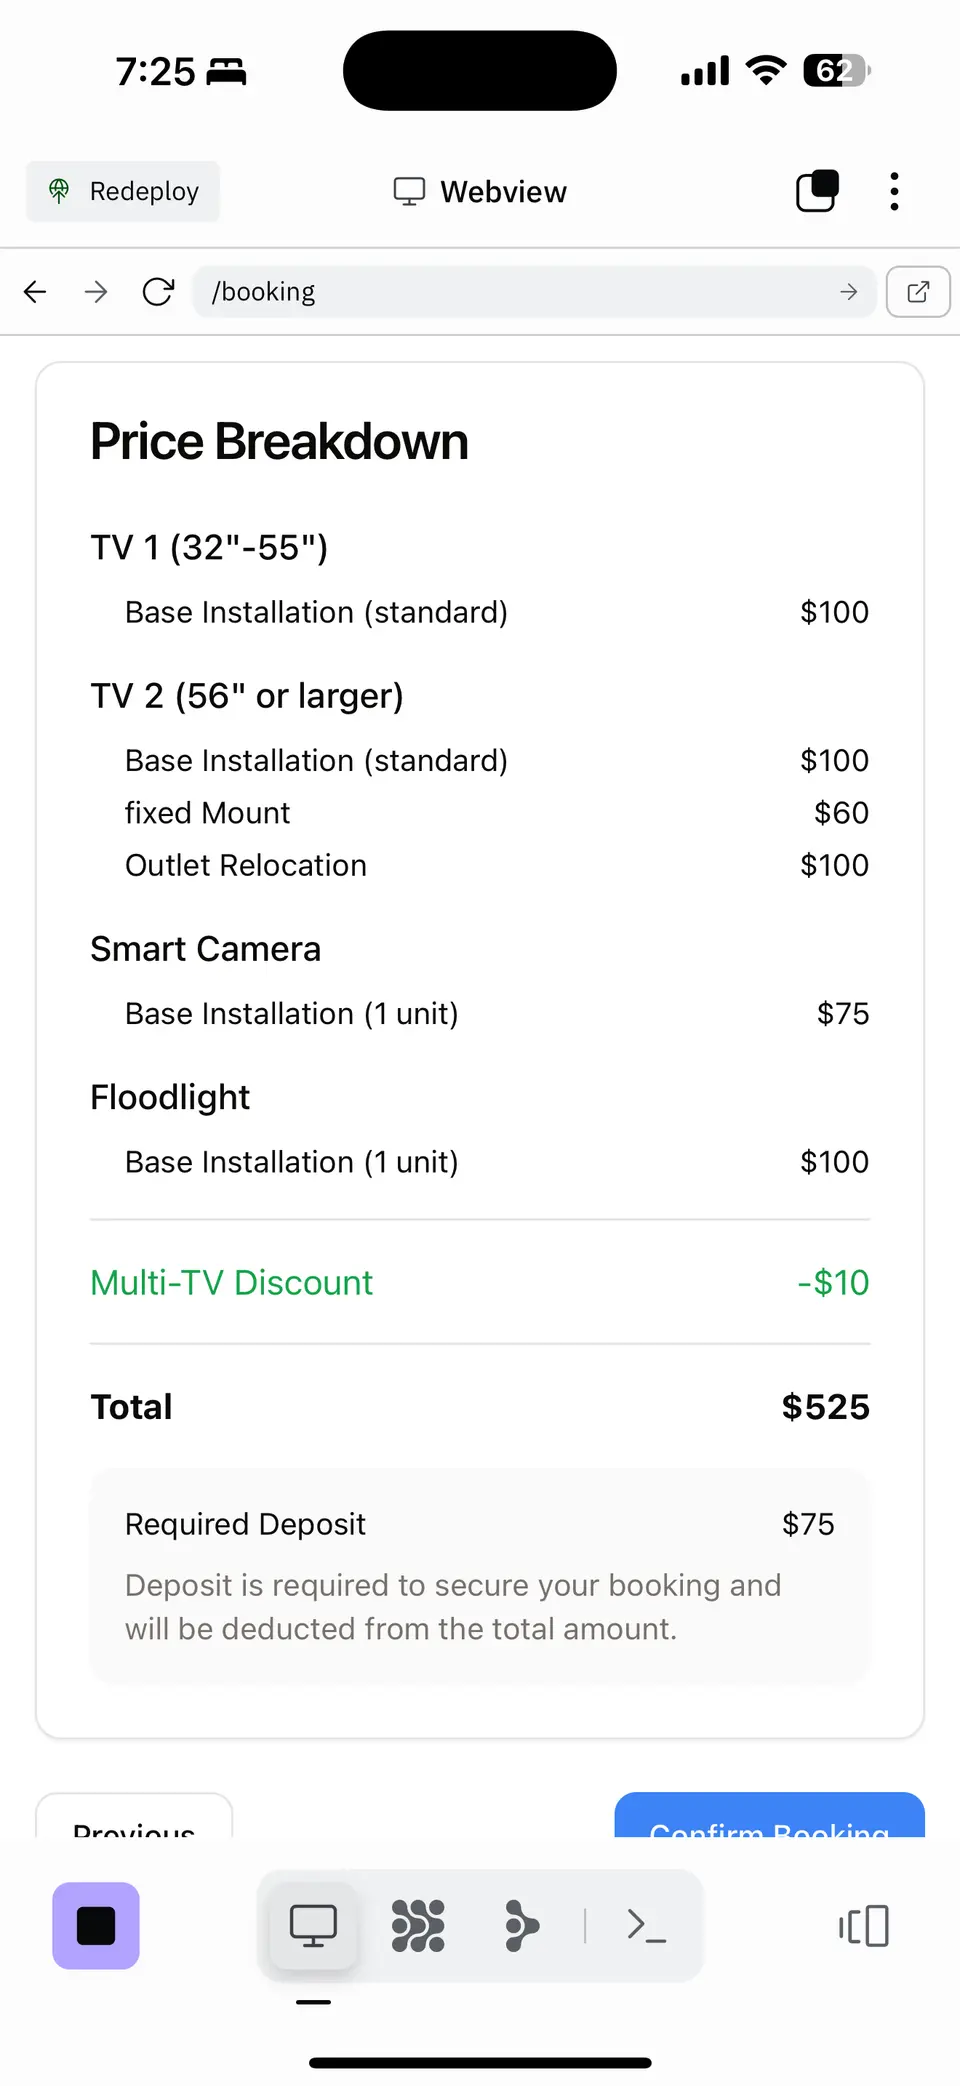 7:25
62
Redeploy
Webview
/booking
Price Breakdown
TV 1 (32"-55")
Base Installation (standard) $100
TV 2 (56" or larger)
Base Installation (standard) $100
fixed Mount $60
Outlet Relocation $100
Smart Camera
Base Installation (1 unit) $75
Floodlight
Base Installation (1 unit) $100
Multi-TV Discount -$10
Total $525
Required Deposit $75
Deposit is required to secure your booking and
will be deducted from the total amount.
Previous
Confirm Booking